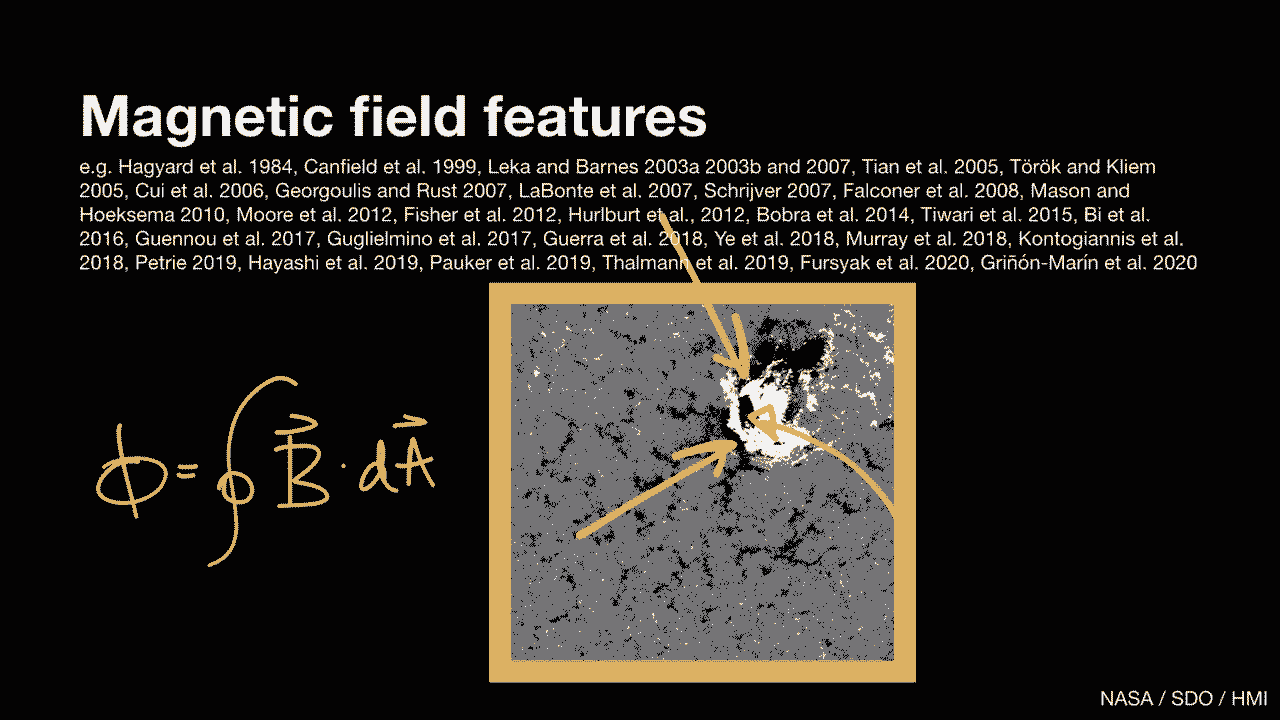 Magnetic field features
e.g. Hagyard et al. 1984, Canfield et al. 1999, Leka and Barnes 2003a 2003b and 2007, Tian et al. 2005, Török and Kliem
2005, Cui et al. 2006, Georgoulis and Rust 2007, LaBonte et al. 2007, Schrijver 2007, Falconer et al. 2008, Mason and
Hoeksema 2010, Moore et al. 2012, Fisher et al. 2012, Hurlburt et al., 2012, Bobra et al. 2014, Tiwari et al. 2015, Bi et al.
2016, Guennou et al. 2017, Guglielmino et al. 2017, Guerra et al. 2018, Ye et al. 2018, Murray et al. 2018, Kontogiannis et al.
2018, Petrie 2019, Hayashi et al. 2019, Pauker et al. 2019, Thalmann et al. 2019, Fursyak et al. 2020, Griñón-Marín et al. 2020
ϕ = ∮ B⃗ · dA⃗
NASA / SDO / HMI